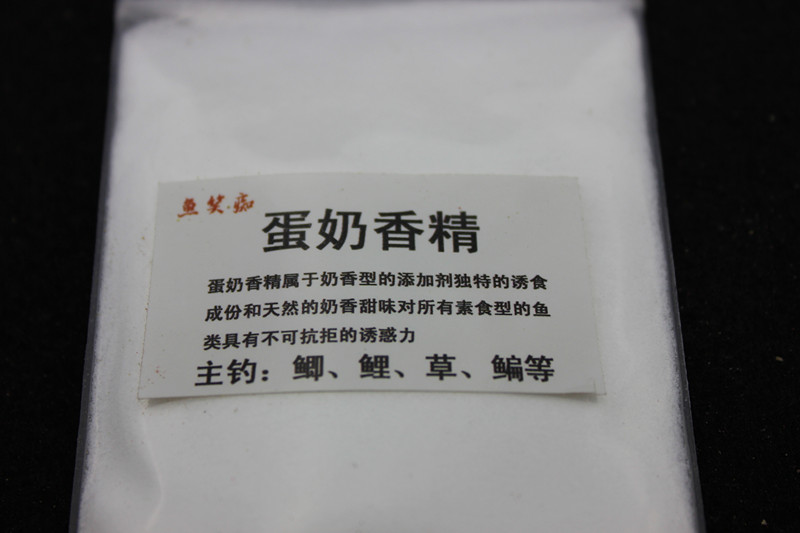 鱼笑痴
蛋奶香精
蛋奶香精属于奶香型的添加剂独特的诱食
成份和天然的奶香甜味对所有素食型的鱼
类具有不可抗拒的诱惑力
主钓：鲫、鲤、草、鳊等